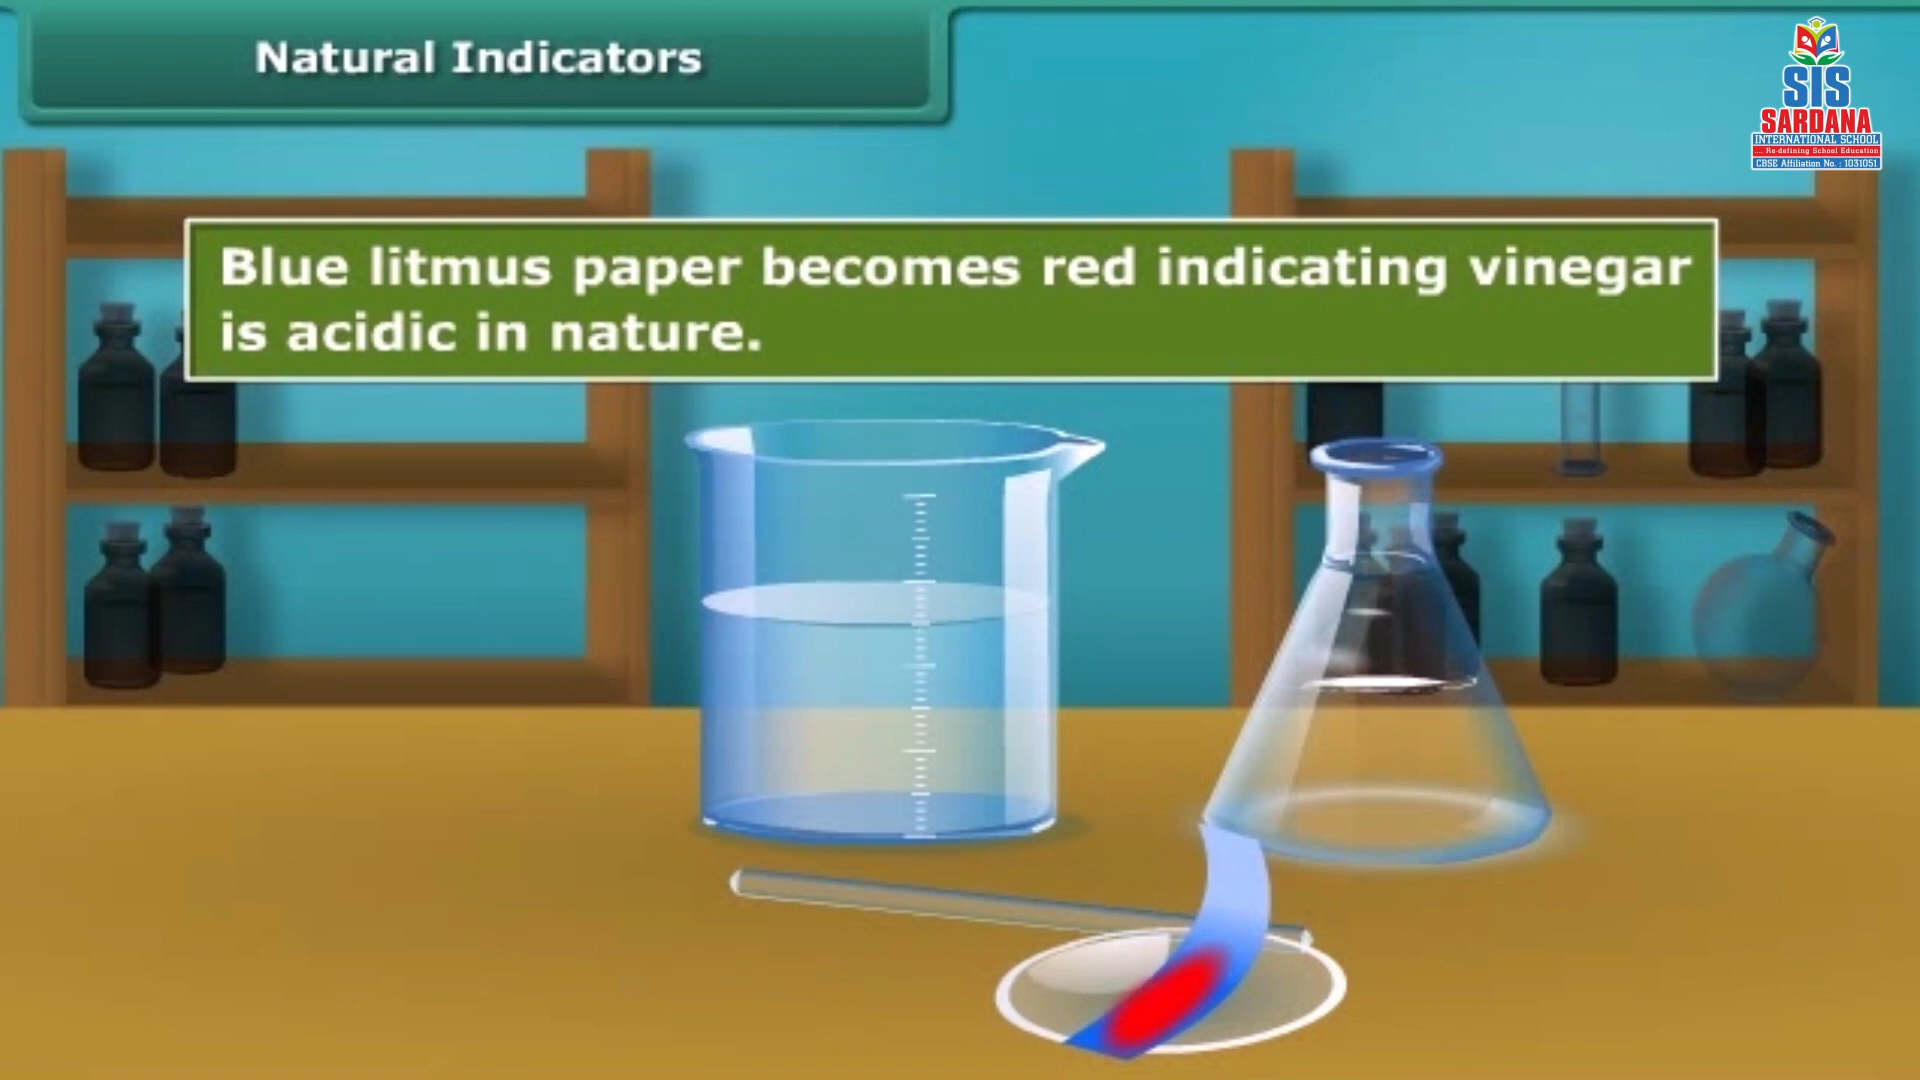 Natural Indicators
SIS
SARDANA
INTERNATIONAL SCHOOL
.... Re-defining School Education
CBSE Affiliation No. : 1031051
Blue litmus paper becomes red indicating vinegar
is acidic in nature.